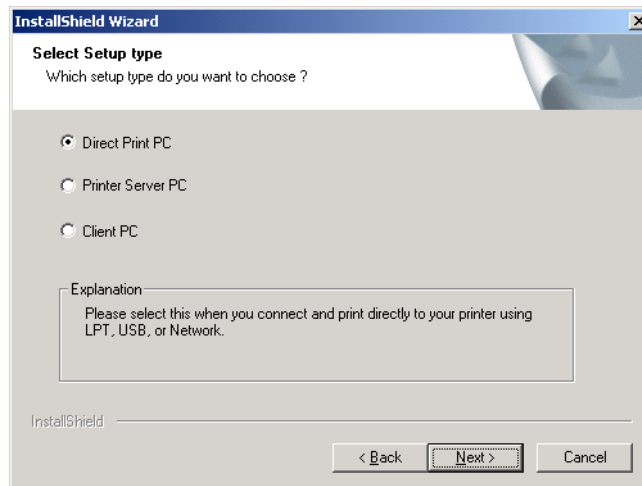 InstallShield Wizard
Select Setup type
Which setup type do you want to choose ?
Direct Print PC
Printer Server PC
Client PC
Explanation
Please select this when you connect and print directly to your printer using
LPT, USB, or Network.
InstallShield
< Back
Next >
Cancel